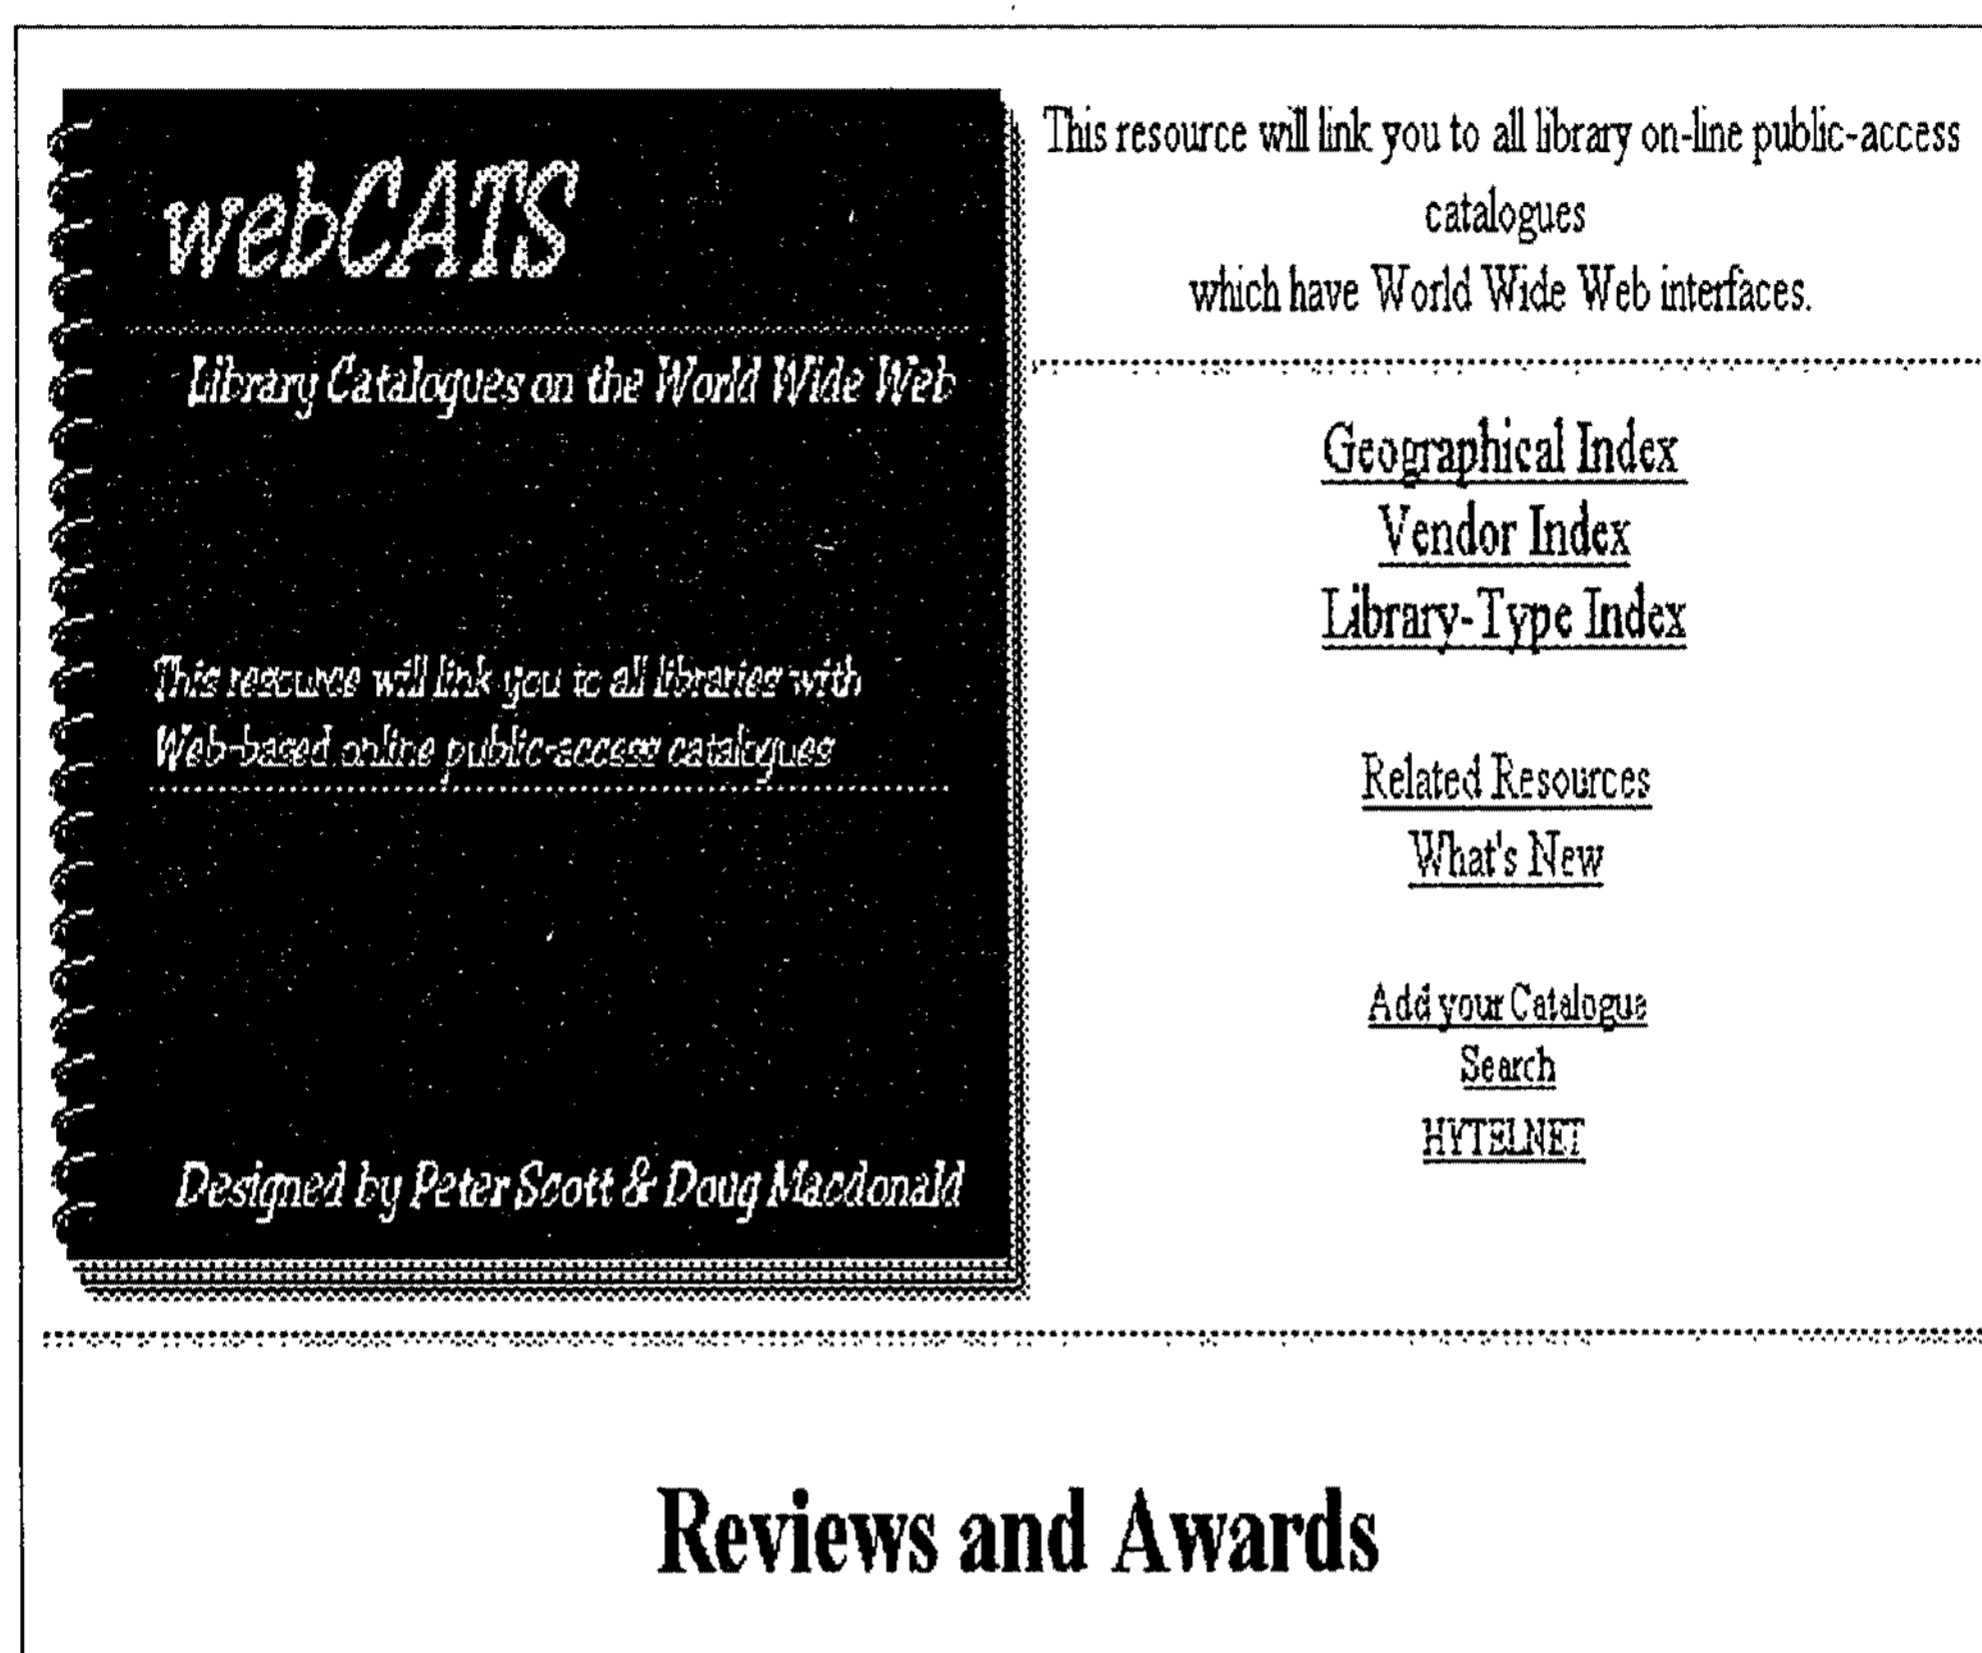 webCATS
Library Catalogues on the World Wide Web
This resource will link you to all libraries with
Web-based online public-access catalogues
Designed by Peter Scott & Doug Macdonald
This resource will link you to all library on-line public-access
catalogues
which have World Wide Web interfaces.
Geographical Index
Vendor Index
Library-Type Index
Related Resources
What's New
Add your Catalogue
Search
HYTELNET
Reviews and Awards